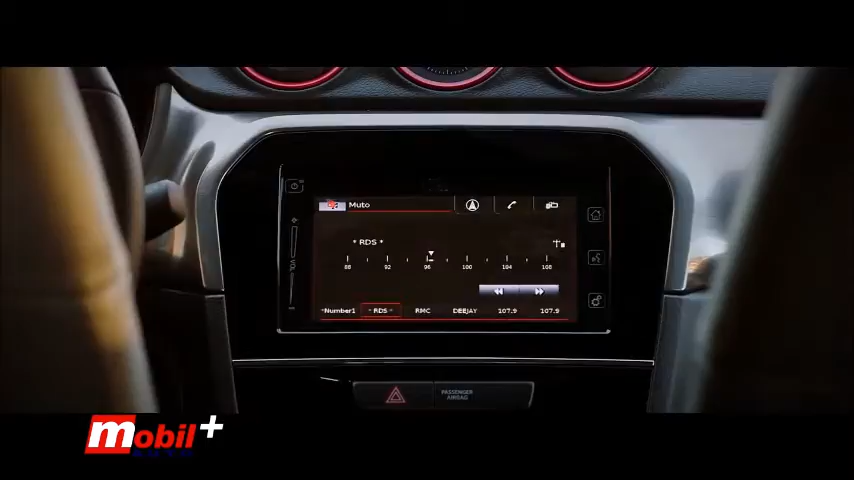 Muto
* RDS *
88 92 96 100 104 108
*Number1 * RDS * RMC DEEJAY 107.9 107.9
VOL
PASSENGER
AIRBAG
mobil+